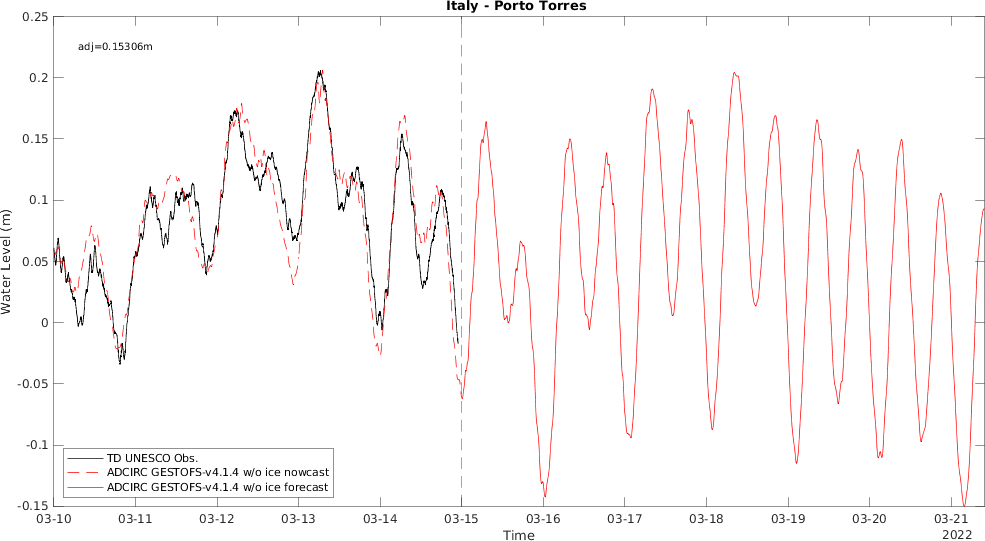 Italy - Porto Torres
adj=0.15306m
0.25
0.2
0.15
0.1
0.05
0
-0.05
-0.1
-0.15
Water Level (m)
TD UNESCO Obs.
ADCIRC GESTOFS-v4.1.4 w/o ice nowcast
ADCIRC GESTOFS-v4.1.4 w/o ice forecast
03-10 03-11 03-12 03-13 03-14 03-15 03-16 03-17 03-18 03-19 03-20 03-21
Time
2022